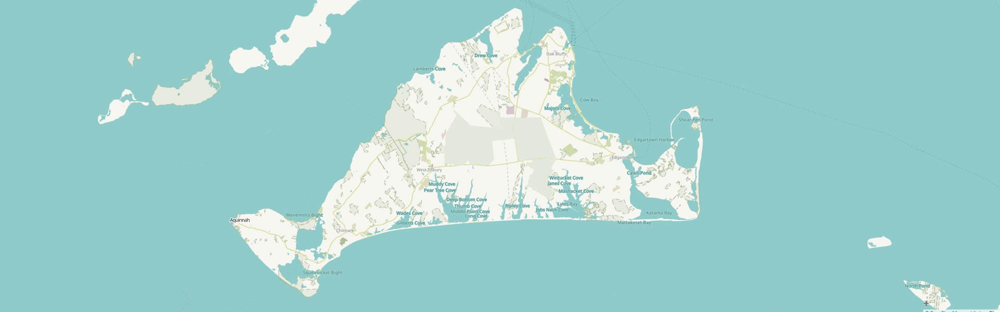 Drew Cove
Oak Bluffs
Lamberts Cove
Cow Bay
Majors Cove
Shear Pen Pond
Edgartown Harbor
Edgartown
West Tisbury
Caleb Pond
Wintucket Cove
Muddy Cove
Janes Cove
Pear Tree Cove
Mashacket Cove
Deep Bottom Cove
Lyles Bay
Thumb Cove
Ripley Cove
Jobs Neck Cove
Middle Point Cove
Wades Cove
Katama Bay
Menemsha Bight
Long Cove
Aquinnah
Gilberts Cove
Mattakeset Bay
Chilmark
Squibnocket Bight
North Pond